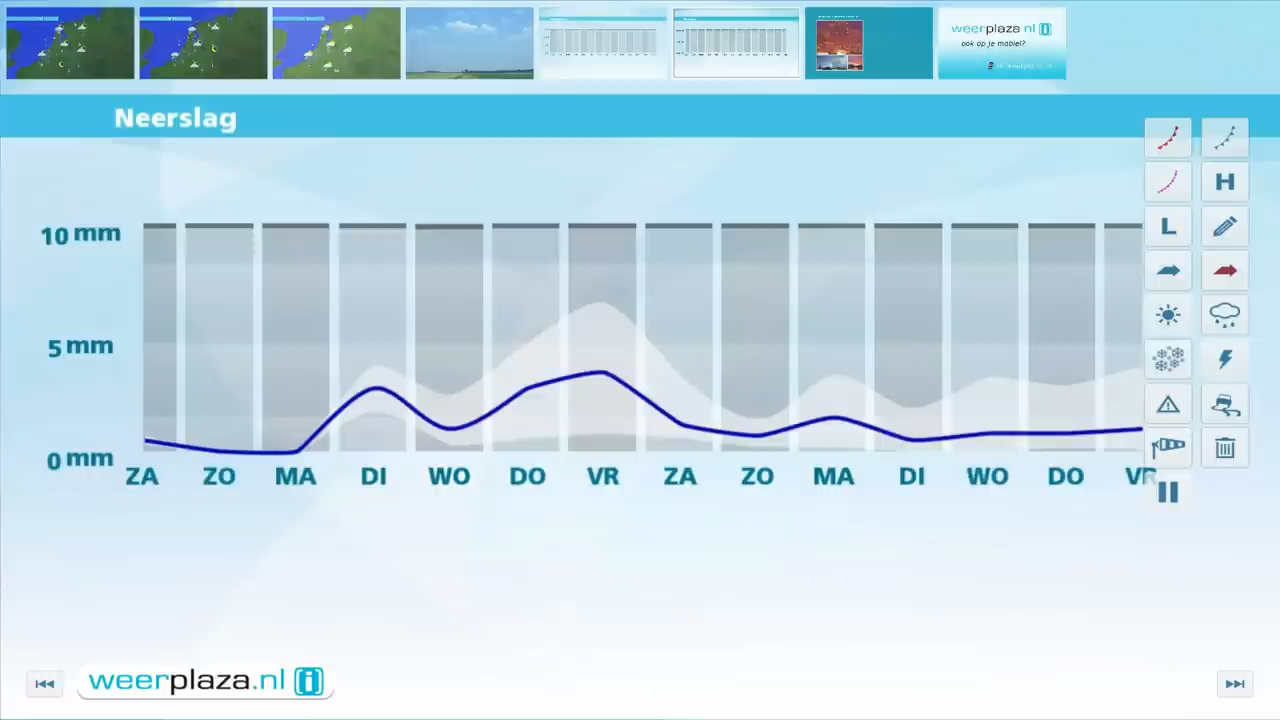 weerplaza.nl
ook op je mobiel?
Neerslag
H
L
10 mm
5 mm
0 mm
ZA ZO MA DI WO DO VR ZA ZO MA DI WO DO VR
weerplaza.nl